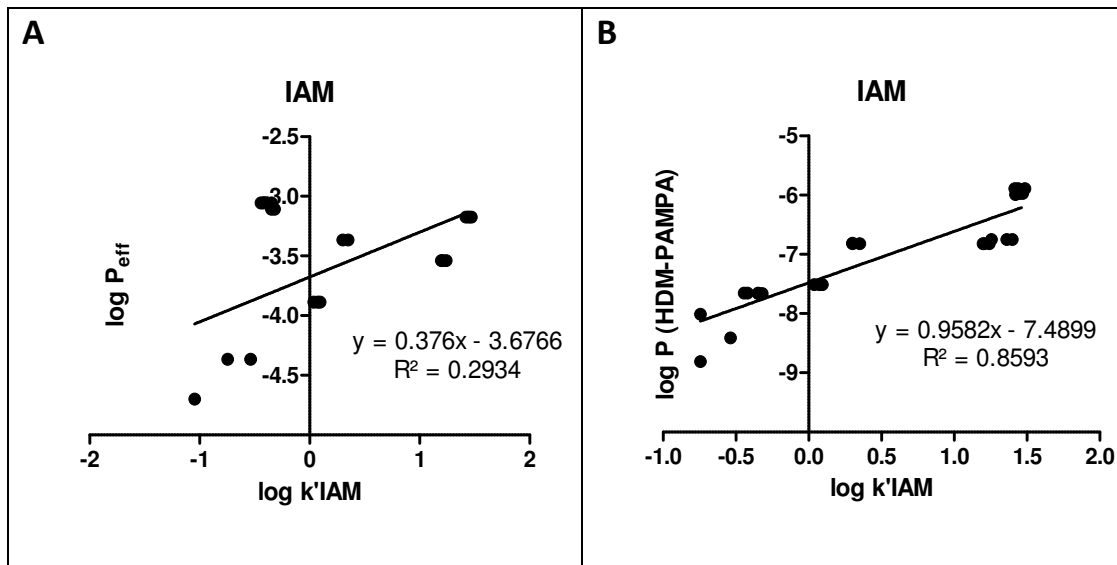 A
IAM
-2.5
-3.0
-3.5
-4.0
-4.5
-2 -1 0 1 2
log Peff
log k'IAM
y = 0.376x - 3.6766
R² = 0.2934
B
IAM
-5
-6
-7
-8
-9
-1.0 -0.5 0.0 0.5 1.0 1.5 2.0
log P (HDM-PAMPA)
log k'IAM
y = 0.9582x - 7.4899
R² = 0.8593